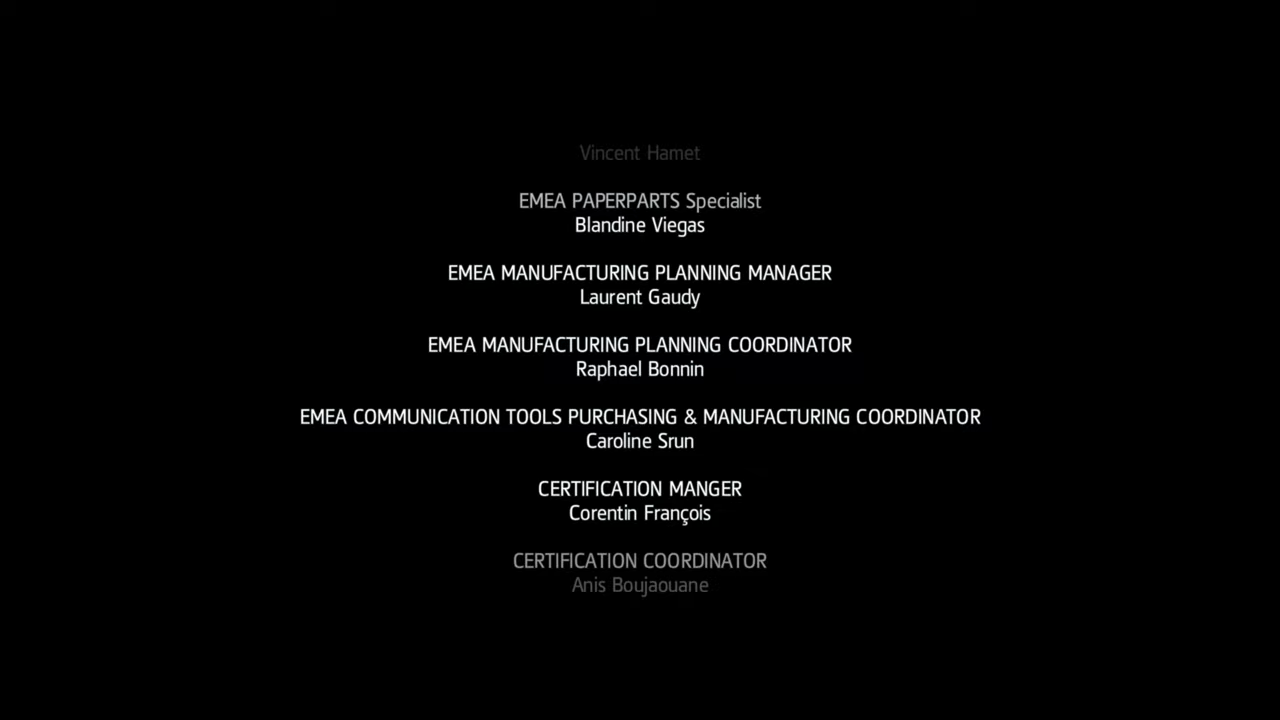 Vincent Hamet
EMEA PAPERPARTS Specialist
Blandine Viegas
EMEA MANUFACTURING PLANNING MANAGER
Laurent Gaudy
EMEA MANUFACTURING PLANNING COORDINATOR
Raphael Bonnin
EMEA COMMUNICATION TOOLS PURCHASING & MANUFACTURING COORDINATOR
Caroline Srun
CERTIFICATION MANGER
Corentin François
CERTIFICATION COORDINATOR
Anis Boujaouane